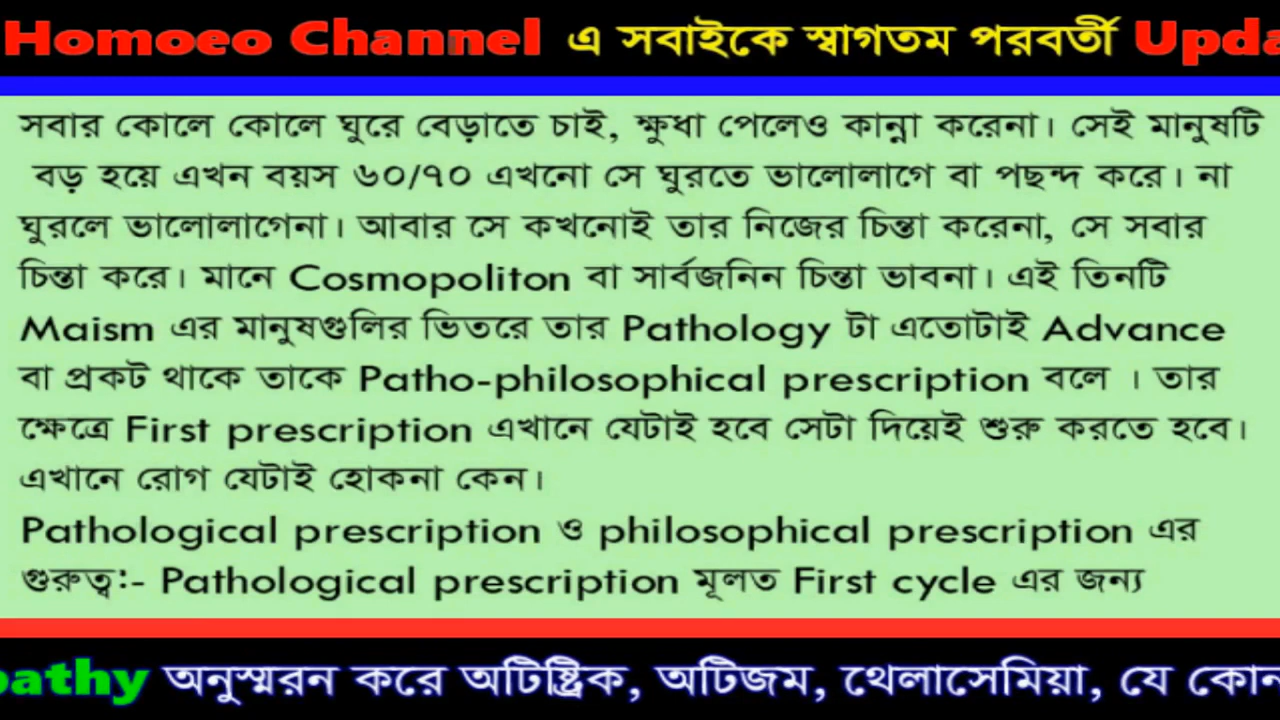 Homoeo Channel এ সবাইকে স্বাগতম পরবর্তী Upda
সবার কোলে কোলে ঘুরে বেড়াতে চাই, ক্ষুধা পেলেও কান্না করেনা। সেই মানুষটি
বড় হয়ে এখন বয়স ৬০/৭০ এখনো সে ঘুরতে ভালোলাগে বা পছন্দ করে। না
ঘুরলে ভালোলাগেনা। আবার সে কখনোই তার নিজের চিন্তা করেনা, সে সবার
চিন্তা করে। মানে Cosmopoliton বা সার্বজনিন চিন্তা ভাবনা। এই তিনটি
Maism এর মানুষগুলির ভিতরে তার Pathology টা এতোটাই Advance
বা প্রকট থাকে তাকে Patho-philosophical prescription বলে । তার
ক্ষেত্রে First prescription এখানে যেটাই হবে সেটা দিয়েই শুরু করতে হবে।
এখানে রোগ যেটাই হোকনা কেন।
Pathological prescription ও philosophical prescription এর
গুরুত্ব:- Pathological prescription মূলত First cycle এর জন্য
pathy অনুস্মরন করে অটিষ্ট্রিক, অটিজম, থেলাসেমিয়া, যে কোন